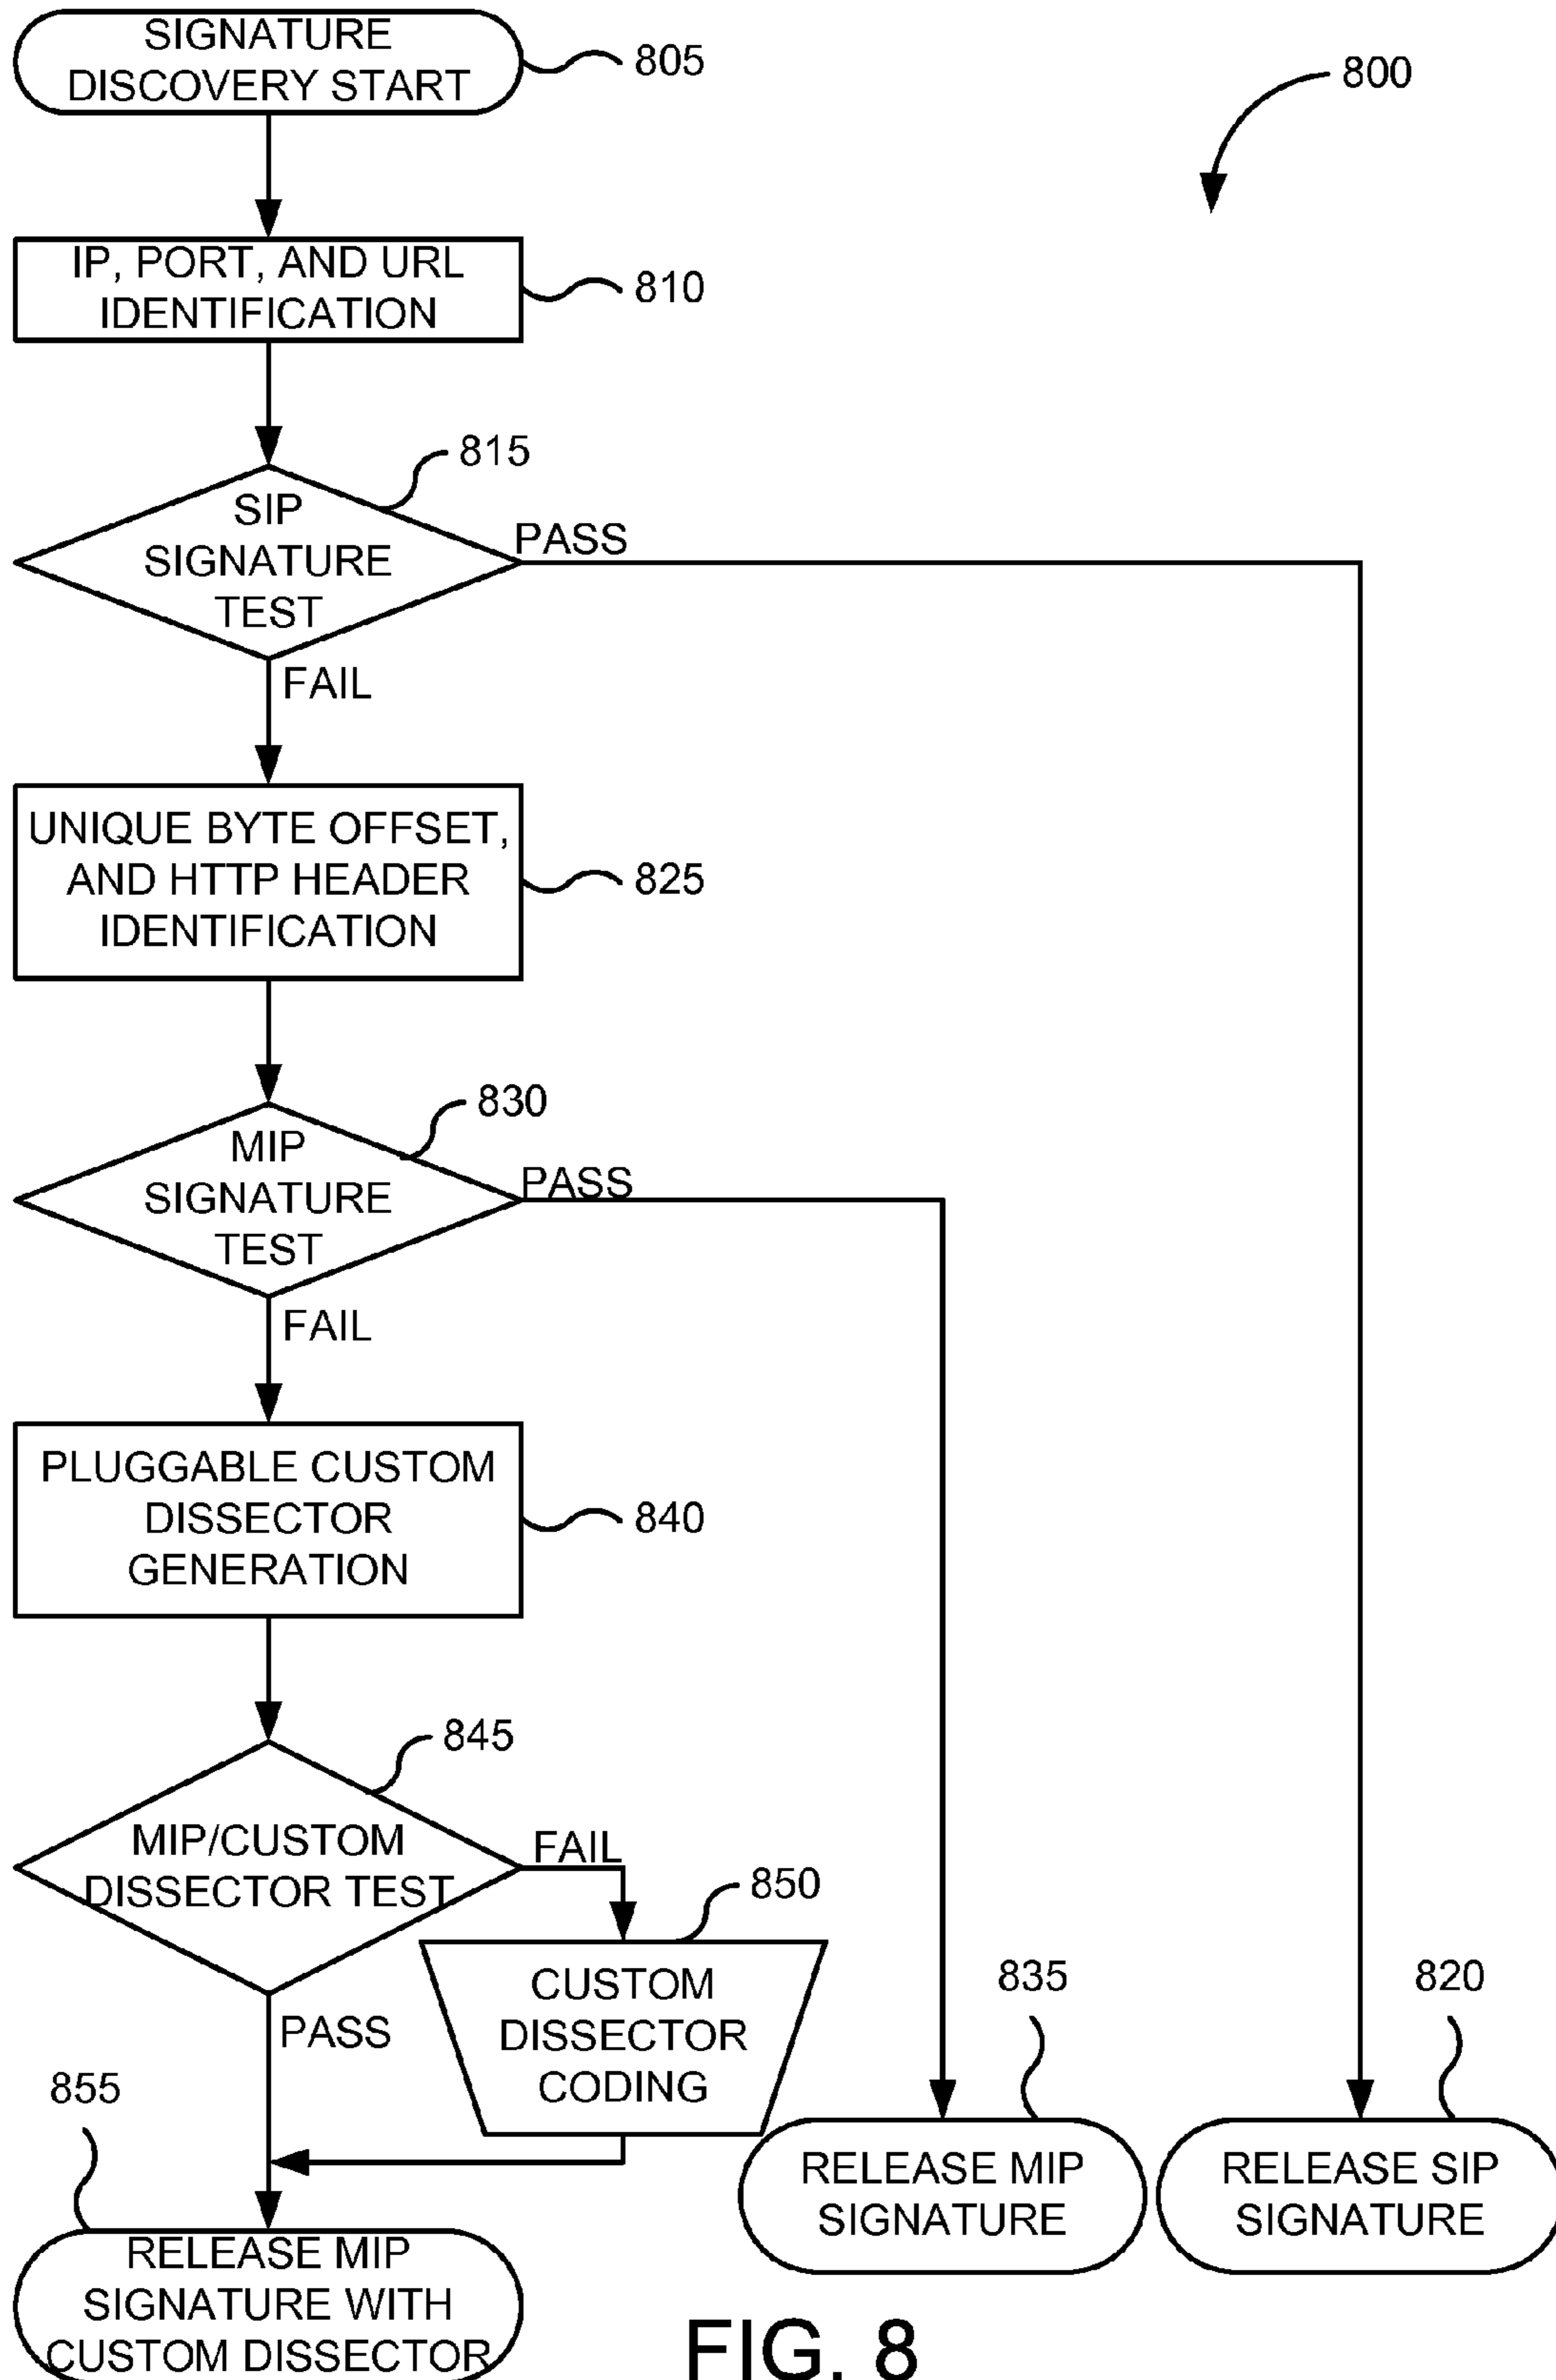 SIGNATURE
DISCOVERY START
805
800
IP, PORT, AND URL
IDENTIFICATION
810
815
SIP
SIGNATURE
TEST
PASS
FAIL
UNIQUE BYTE OFFSET,
AND HTTP HEADER
IDENTIFICATION
825
830
MIP
SIGNATURE
TEST
PASS
FAIL
PLUGGABLE CUSTOM
DISSECTOR
GENERATION
840
845
MIP/CUSTOM
DISSECTOR TEST
FAIL
850
CUSTOM
DISSECTOR
CODING
PASS
835
820
855
RELEASE MIP
SIGNATURE
RELEASE SIP
SIGNATURE
RELEASE MIP
SIGNATURE WITH
CUSTOM DISSECTOR
FIG. 8